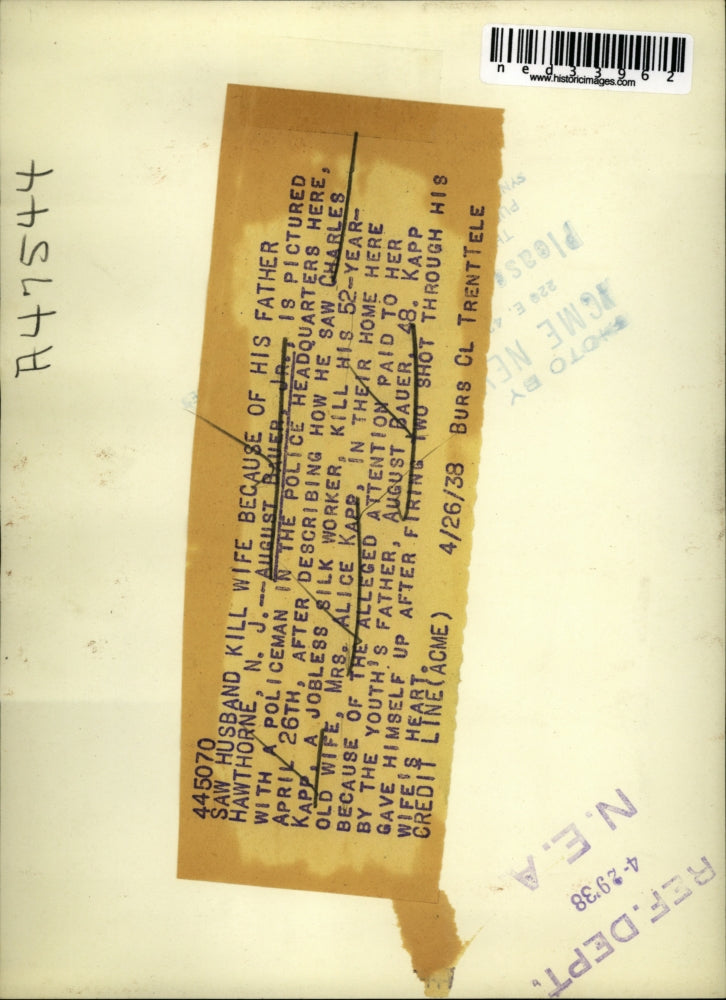 ned33962
www.historicimages.com
A47544
445070
SAW HUSBAND KILL WIFE BECAUSE OF HIS FATHER
HAWTHORNE, N. J.--AUGUST BAUER, JR., IS PICTURED
WITH A POLICEMAN IN THE POLICE HEADQUARTERS HERE,
APRIL 26TH, AFTER DESCRIBING HOW HE SAW CHARLES
KAPP, A JOBLESS SILK WORKER, KILL HIS 52-YEAR-
OLD WIFE, MRS. ALICE KAPP, IN THEIR HOME HERE
BECAUSE OF THE ALLEGED ATTENTION PAID TO HER
BY THE YOUTH'S FATHER, AUGUST BAUER, 48. KAPP
GAVE HIMSELF UP AFTER FIRING TWO SHOT THROUGH HIS
WIFE'S HEART.
CREDIT LINE(ACME) 4/26/38 BURS CL TRENTTELE
PHOTO BY
ACME NE
220 E. 4
Please
N.E.A
4-29'38
REF. DEPT.